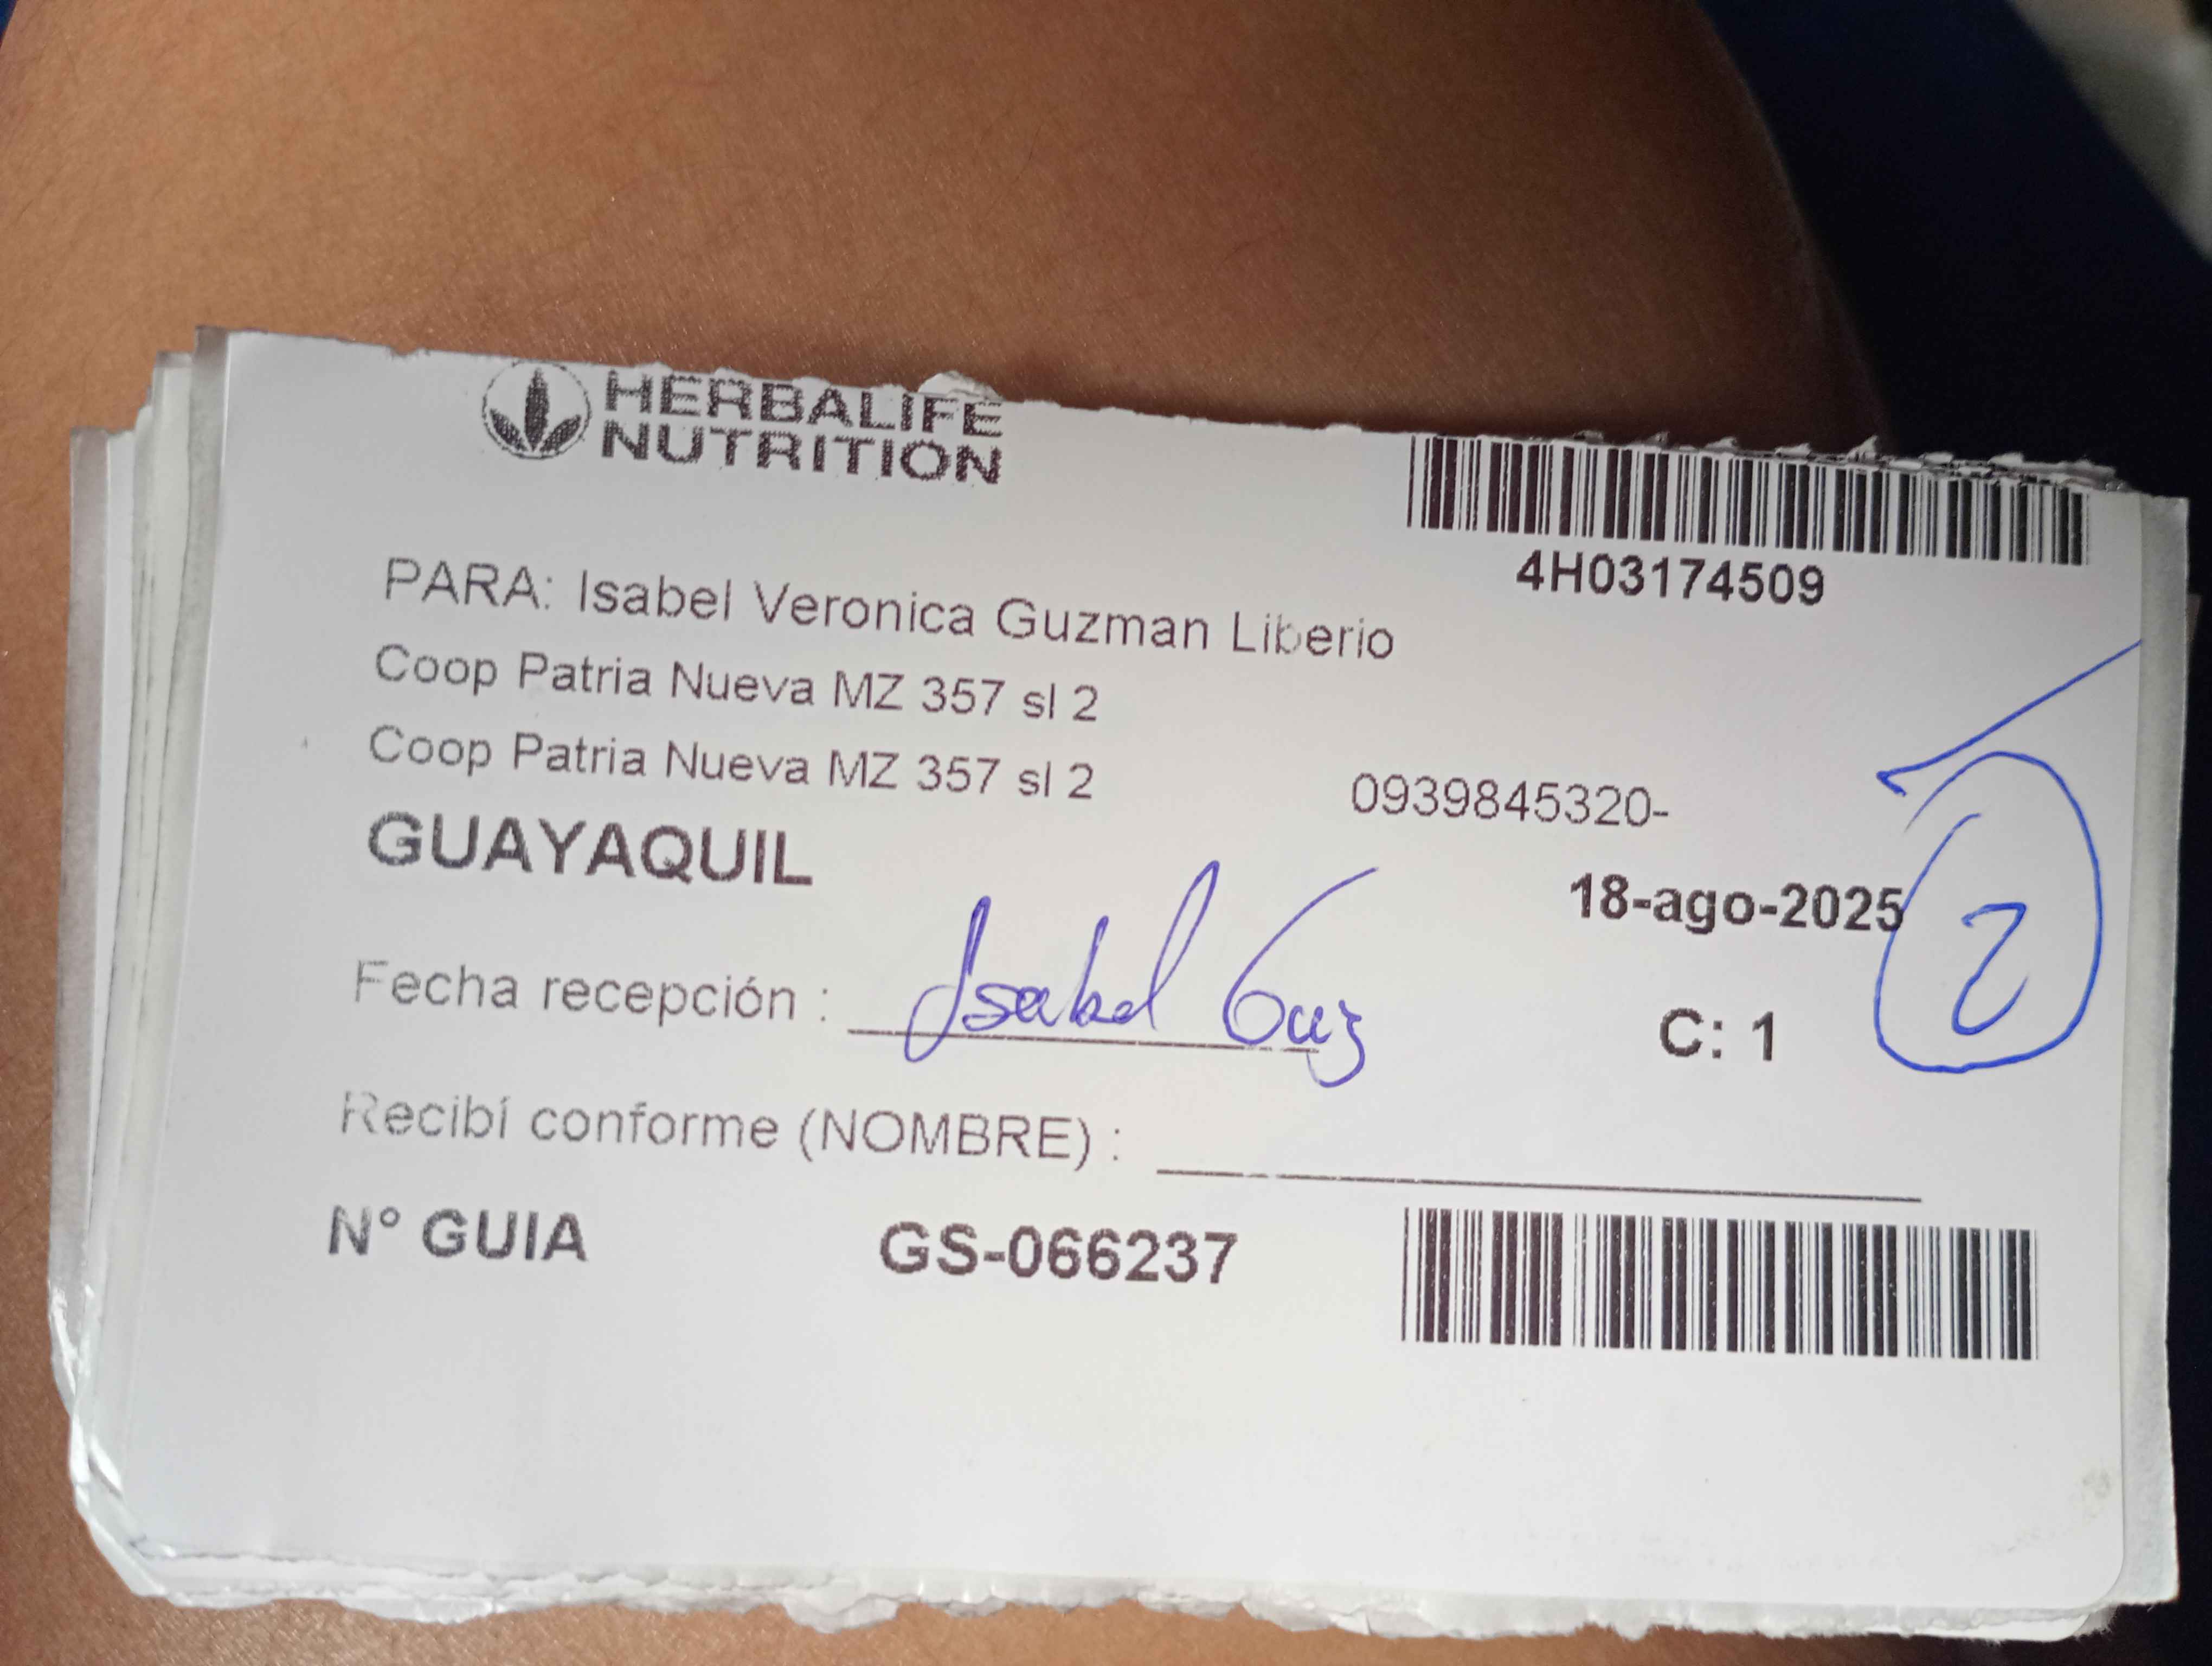 HERBALIFE
NUTRITION
4H03174509
PARA: Isabel Veronica Guzman Liberio
Coop Patria Nueva MZ 357 sl 2
Coop Patria Nueva MZ 357 sl 2
0939845320-
GUAYAQUIL
18-ago-2025
2
Fecha recepción : Isabel Guz
C: 1
Recibí conforme (NOMBRE) :
N° GUIA GS-066237